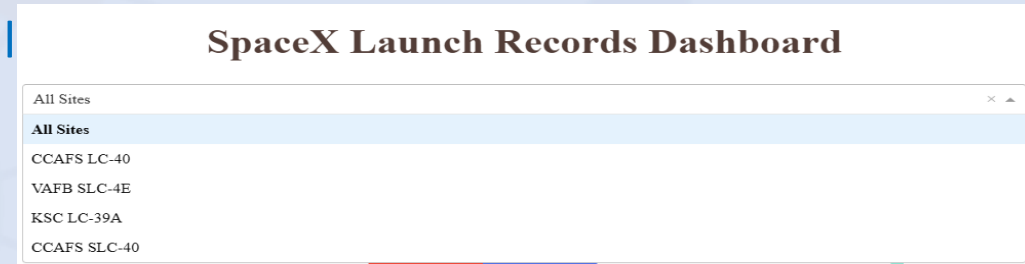 SpaceX Launch Records Dashboard
All Sites
All Sites
CCAFS LC-40
VAFB SLC-4E
KSC LC-39A
CCAFS SLC-40